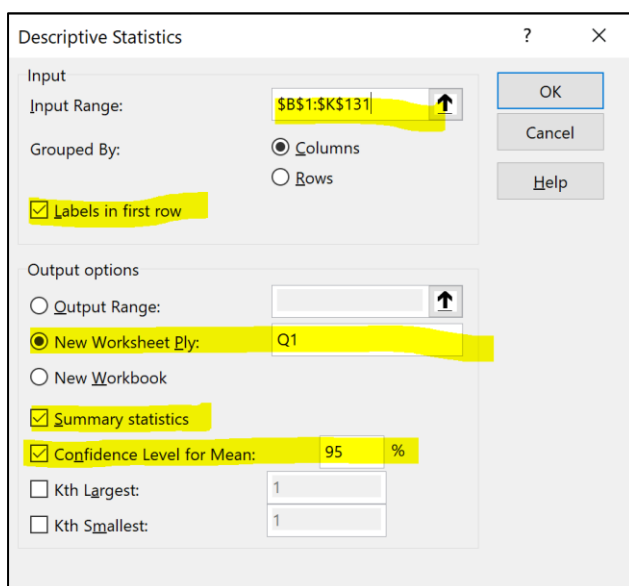 Descriptive Statistics ? ×
Input
Input Range: $B$1:$K$131
OK
Cancel
Grouped By: Columns
Rows
Help
Labels in first row
Output options
Output Range:
New Worksheet Ply: Q1
New Workbook
Summary statistics
Confidence Level for Mean: 95 %
Kth Largest: 1
Kth Smallest: 1